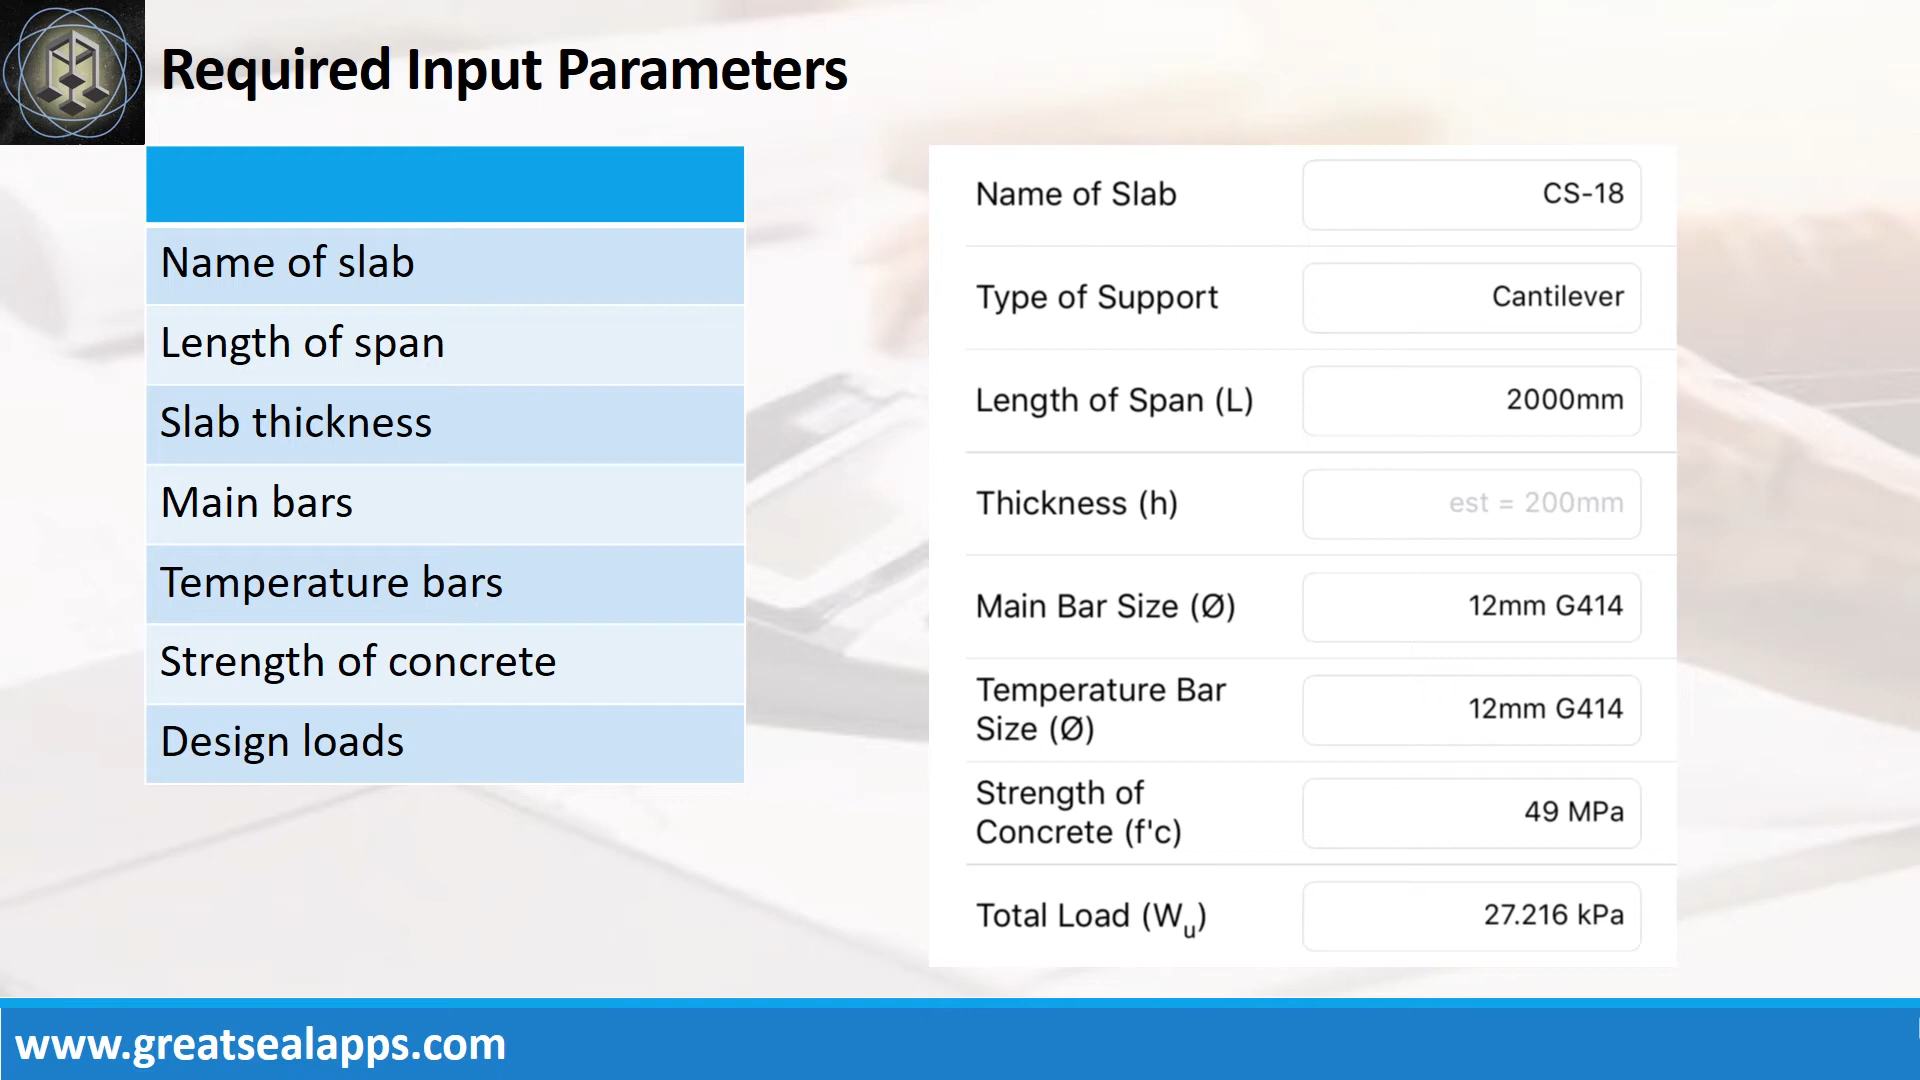 Required Input Parameters
Name of slab
Length of span
Slab thickness
Main bars
Temperature bars
Strength of concrete
Design loads
Name of Slab
CS-18
Type of Support
Cantilever
Length of Span (L)
2000mm
Thickness (h)
est = 200mm
Main Bar Size (Ø)
12mm G414
Temperature Bar
Size (Ø)
12mm G414
Strength of
Concrete (f'c)
49 MPa
Total Load (Wu)
27.216 kPa
www.greatsealapps.com